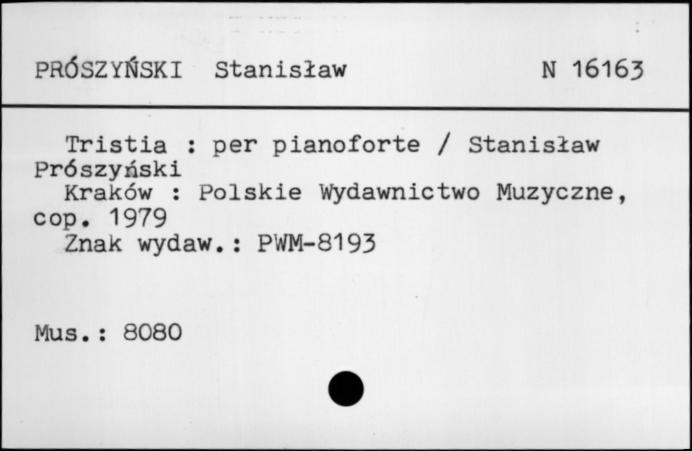 PRÓSZYŃSKI Stanisław N 16163
Tristia : per pianoforte / Stanisław
Prószyński
Kraków : Polskie Wydawnictwo Muzyczne,
cop. 1979
Znak wydaw.: PWM-8193
Mus.: 8080